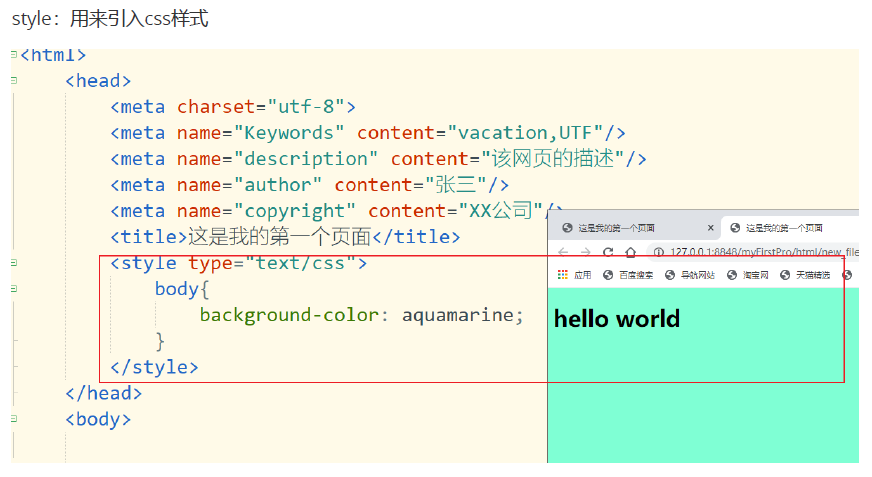 style：用来引入css样式
<html>
<head>
<meta charset="utf-8">
<meta name="Keywords" content="vacation,UTF"/>
<meta name="description" content="该网页的描述"/>
<meta name="author" content="张三"/>
<meta name="copyright" content="XX公司"/>
<title>这是我的第一个页面</title>
<style type="text/css">
body{
background-color: aquamarine;
}
</style>
</head>
<body>
这是我的第一个页面 × 这是我的第一个页面
127.0.0.1:8848/myFirstPro/html/new_file
应用 百度搜索 导航网站 淘宝网 天猫精选
hello world